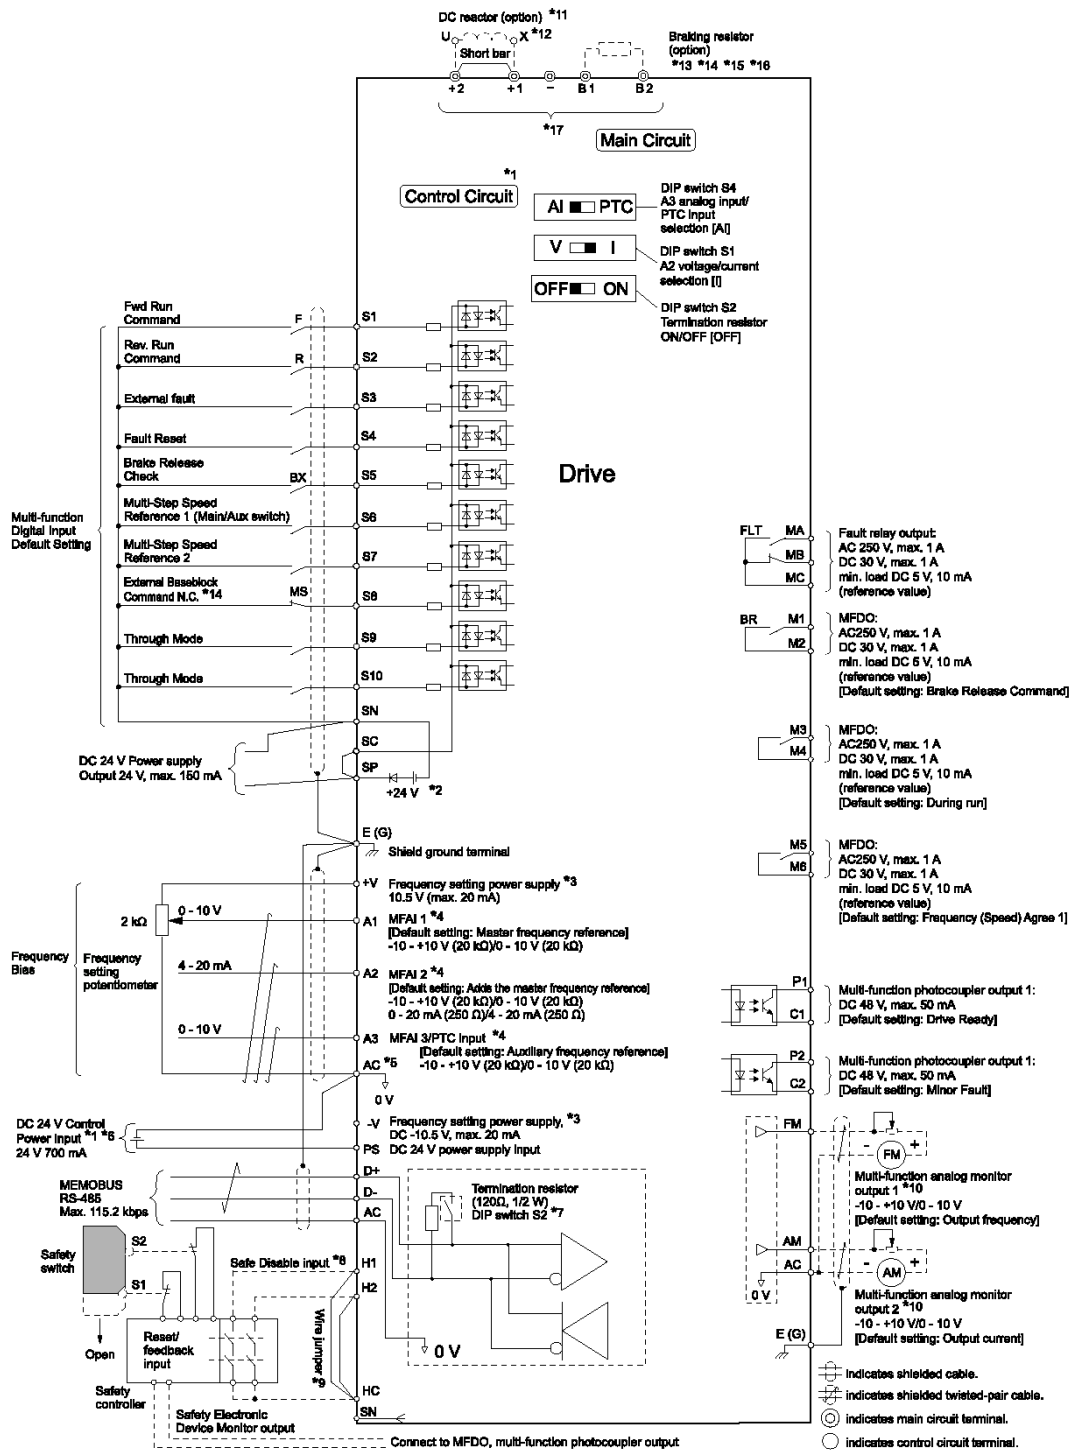 DC reactor (option) *11
U X *12
Short bar
Braking resistor
(option)
*13 *14 *15 *16
+2 +1 − B1 B2
*17
Main Circuit
*1
Control Circuit
AI PTC
DIP switch S4
A3 analog input/
PTC input
selection [AI]
V I
DIP switch S1
A2 voltage/current
selection [I]
OFF ON
DIP switch S2
Termination resistor
ON/OFF [OFF]
Drive
Multi-function
Digital Input
Default Setting
Fwd Run
Command
F
S1
Rev. Run
Command
R
S2
External fault
S3
Fault Reset
S4
Brake Release
Check
BX
S5
Multi-Step Speed
Reference 1 (Main/Aux switch)
S6
Multi-Step Speed
Reference 2
S7
External Baseblock
Command N.C. *14
MS
S8
Through Mode
S9
Through Mode
S10
SN
SC
SP
DC 24 V Power supply
Output 24 V, max. 150 mA
+24 V *2
E (G)
Shield ground terminal
Frequency
Bias
2 kΩ
Frequency
setting
potentiometer
+V
Frequency setting power supply *3
10.5 V (max. 20 mA)
0 - 10 V
A1
MFAI 1 *4
[Default setting: Master frequency reference]
-10 - +10 V (20 kΩ)/0 - 10 V (20 kΩ)
4 - 20 mA
A2
MFAI 2 *4
[Default setting: Adds the master frequency reference]
-10 - +10 V (20 kΩ)/0 - 10 V (20 kΩ)
0 - 20 mA (250 Ω)/4 - 20 mA (250 Ω)
0 - 10 V
A3
MFAI 3/PTC Input *4
[Default setting: Auxiliary frequency reference]
-10 - +10 V (20 kΩ)/0 - 10 V (20 kΩ)
AC *5
0 V
DC 24 V Control
Power Input *1 *6
24 V 700 mA
-V
Frequency setting power supply, *3
DC -10.5 V, max. 20 mA
PS
DC 24 V power supply input
MEMOBUS
RS-485
Max. 115.2 kbps
D+
D-
AC
Termination resistor
(120Ω, 1/2 W)
DIP switch S2 *7
0 V
Safety
switch
S2
S1
Open
Safe Disable input *8
H1
H2
Wire jumper *9
HC
SN
Reset/
feedback
input
Safety
controller
Safety Electronic
Device Monitor output
Connect to MFDO, multi-function photocoupler output
FLT
MA
MB
MC
Fault relay output:
AC 250 V, max. 1 A
DC 30 V, max. 1 A
min. load DC 5 V, 10 mA
(reference value)
BR
M1
M2
MFDO:
AC250 V, max. 1 A
DC 30 V, max. 1 A
min. load DC 5 V, 10 mA
(reference value)
[Default setting: Brake Release Command]
M3
M4
MFDO:
AC250 V, max. 1 A
DC 30 V, max. 1 A
min. load DC 5 V, 10 mA
(reference value)
[Default setting: During run]
M5
M6
MFDO:
AC250 V, max. 1 A
DC 30 V, max. 1 A
min. load DC 5 V, 10 mA
(reference value)
[Default setting: Frequency (Speed) Agree 1]
P1
C1
Multi-function photocoupler output 1:
DC 48 V, max. 50 mA
[Default setting: Drive Ready]
P2
C2
Multi-function photocoupler output 1:
DC 48 V, max. 50 mA
[Default setting: Minor Fault]
FM
- FM +
Multi-function analog monitor
output 1 *10
-10 - +10 V/0 - 10 V
[Default setting: Output frequency]
AM
AC
- AM +
0 V
Multi-function analog monitor
output 2 *10
-10 - +10 V/0 - 10 V
[Default setting: Output current]
E (G)
indicates shielded cable.
indicates shielded twisted-pair cable.
indicates main circuit terminal.
indicates control circuit terminal.